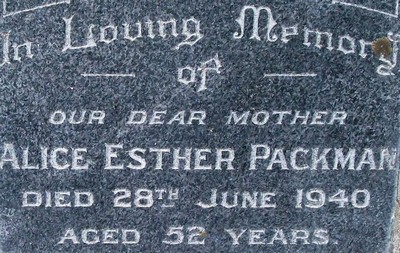 In Loving Memory
of
OUR DEAR MOTHER
ALICE ESTHER PACKMAN
DIED 28TH JUNE 1940
AGED 52 YEARS.